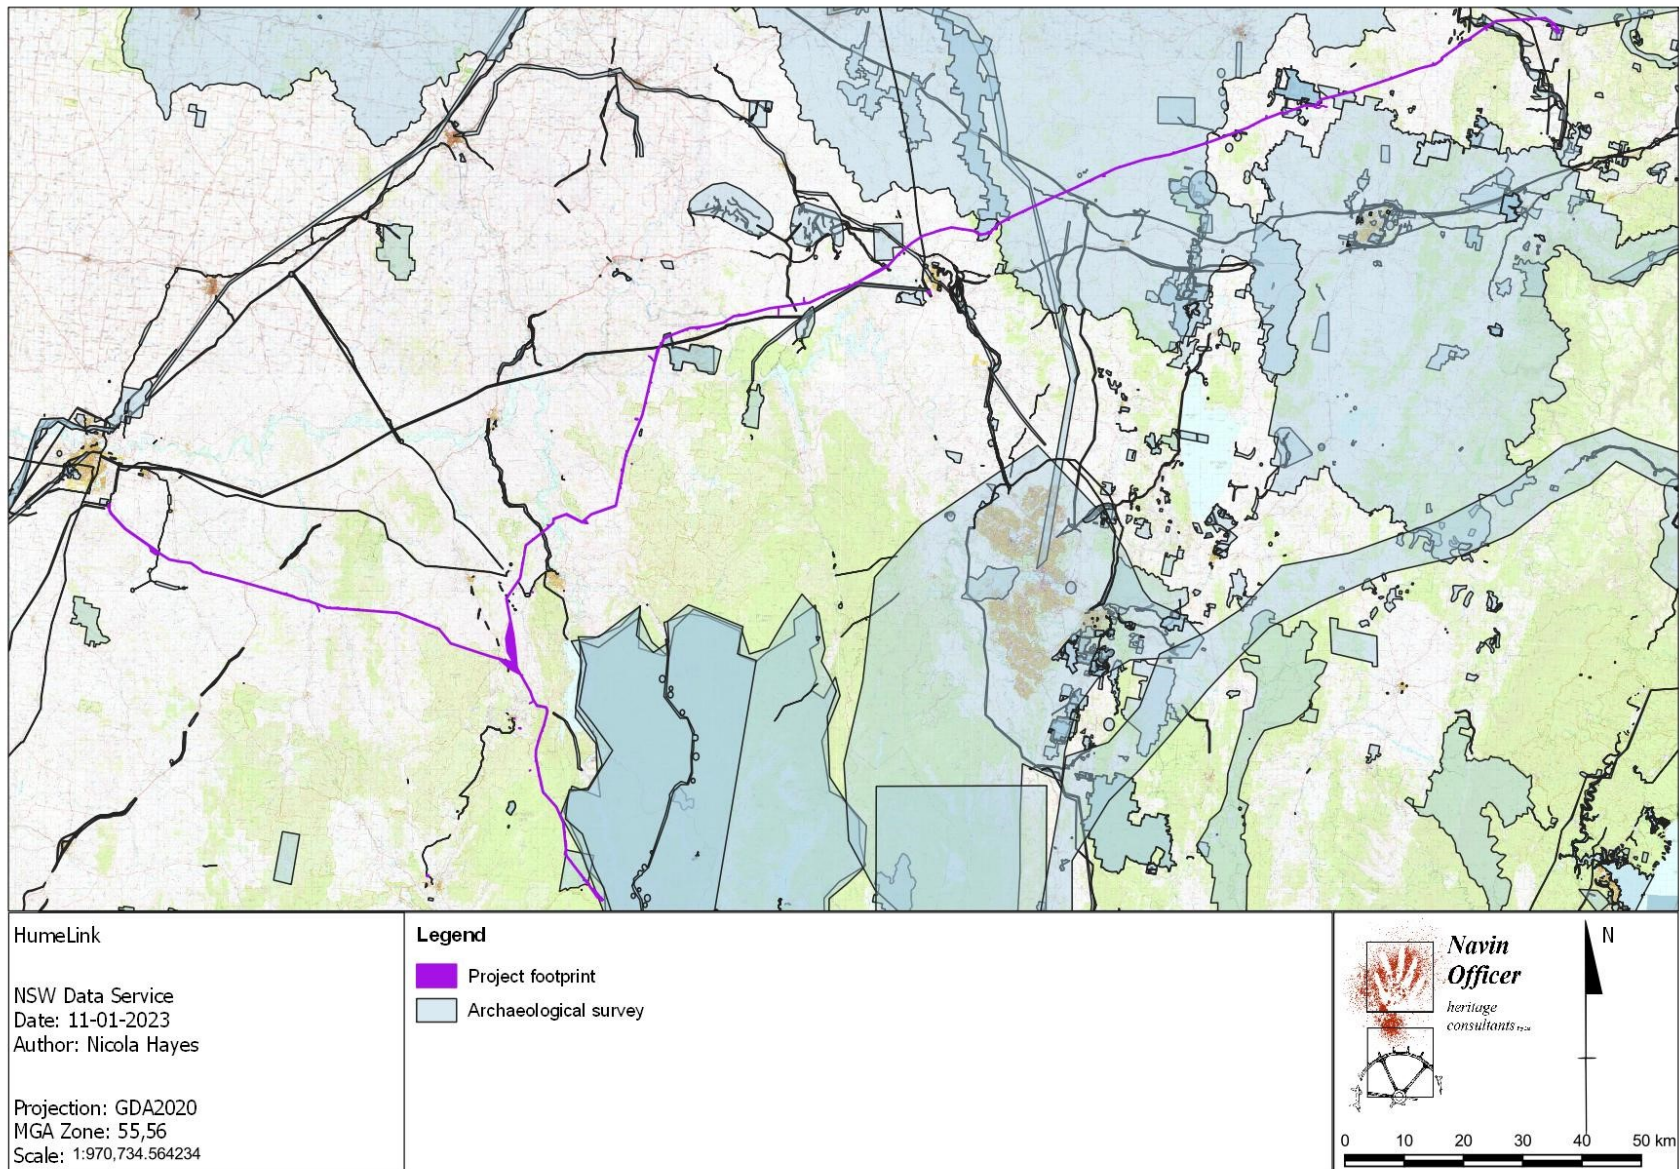 HumeLink
NSW Data Service
Date: 11-01-2023
Author: Nicola Hayes
Projection: GDA2020
MGA Zone: 55,56
Scale: 1:970,734.564234
Legend
Project footprint
Archaeological survey
Navin
Officer
heritage
consultants
N
0 10 20 30 40 50 km